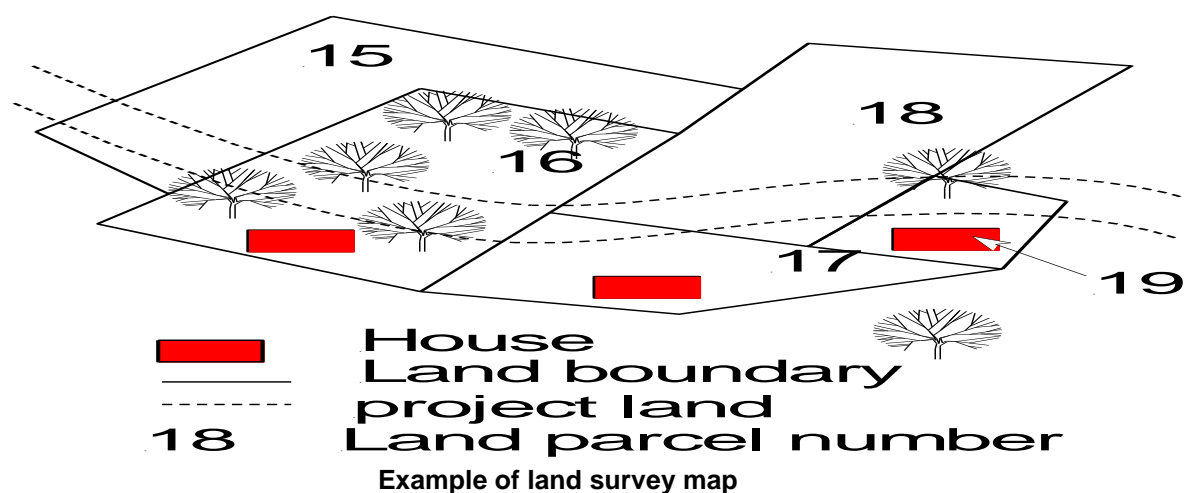 15
18
16
17
19
House
Land boundary
project land
18 Land parcel number
Example of land survey map